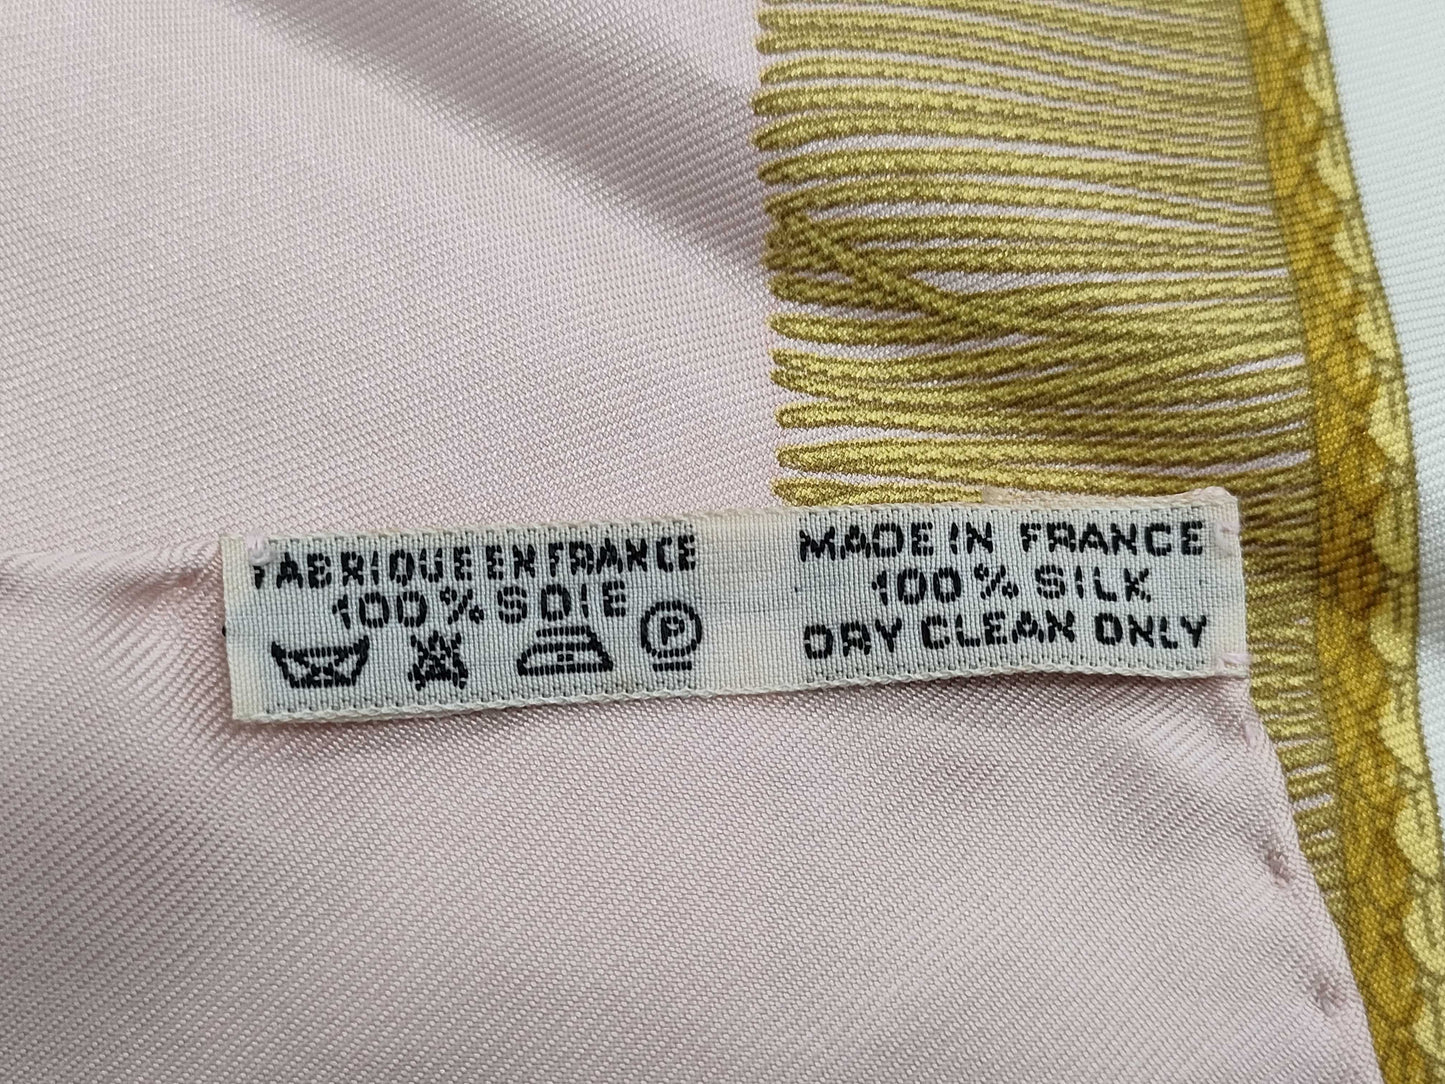 FABRIQUE EN FRANCE
100% SOIE
P
MADE IN FRANCE
100% SILK
DRY CLEAN ONLY